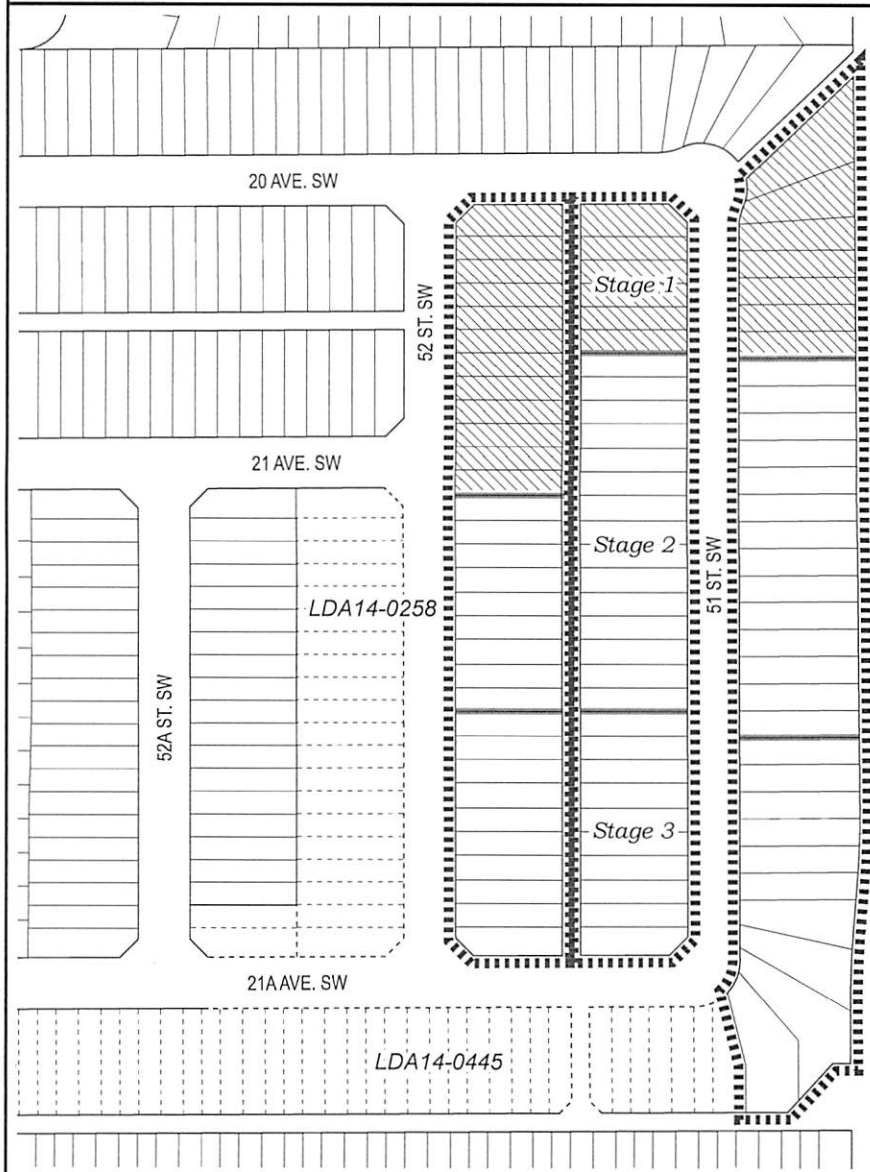 20 AVE. SW
Stage 1
52 ST. SW
21 AVE. SW
Stage 2
51 ST. SW
LDA14-0258
52A ST. SW
Stage 3
21A AVE. SW
LDA14-0445